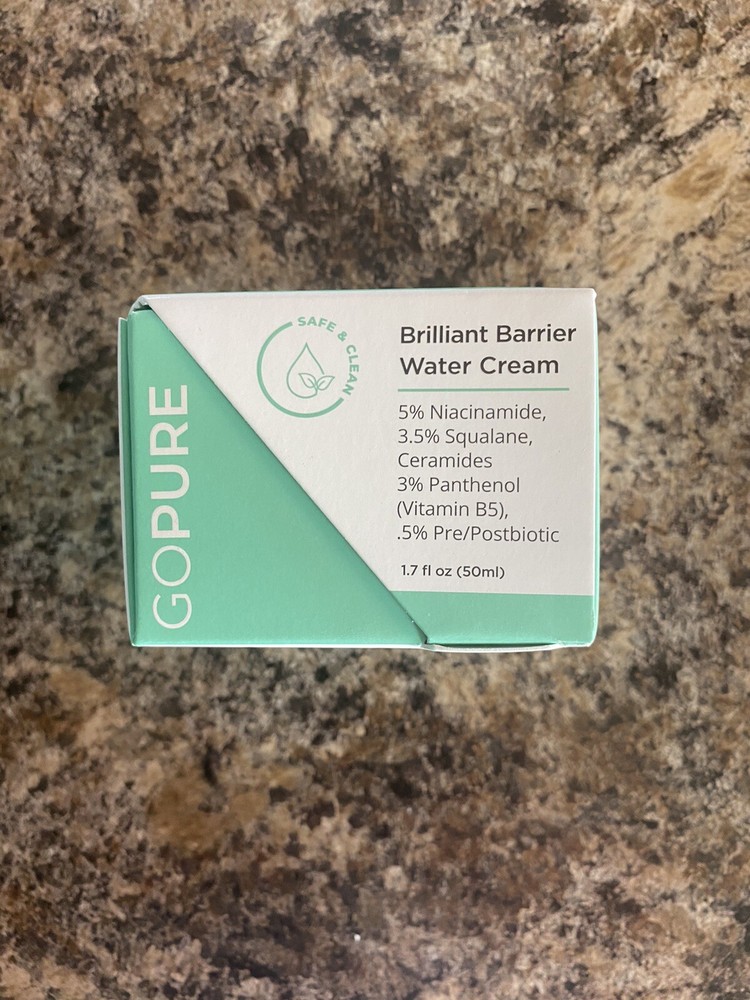 GOPURE
SAFE & CLEAN
Brilliant Barrier
Water Cream
5% Niacinamide,
3.5% Squalane,
Ceramides
3% Panthenol
(Vitamin B5),
.5% Pre/Postbiotic
1.7 fl oz (50ml)